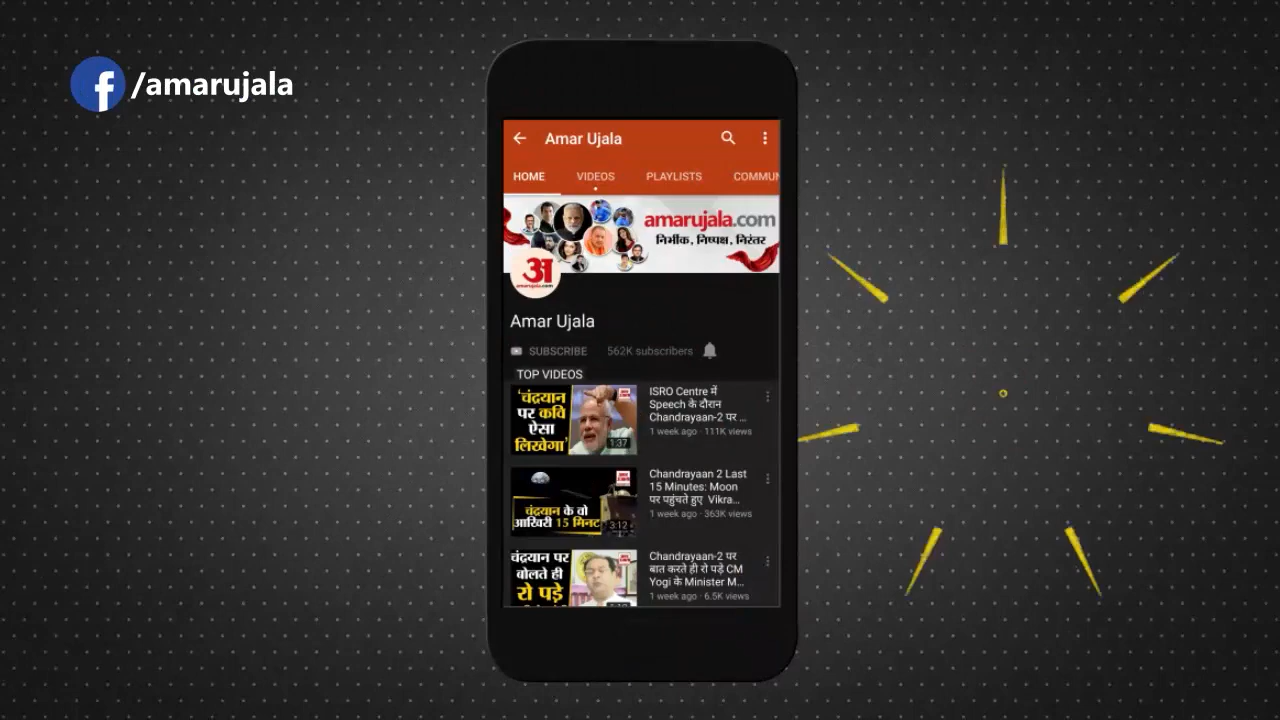 /amarujala
Amar Ujala
HOME VIDEOS PLAYLISTS COMMUN
amarujala.com
निर्भीक, निष्पक्ष, निरंतर
अ
amarujala.com
Amar Ujala
SUBSCRIBE 562K subscribers
TOP VIDEOS
'चंद्रयान
पर कवि
ऐसा
लिखेगा'
1:37
ISRO Centre में
Speech के दौरान
Chandrayaan-2 पर ...
1 week ago · 111K views
चंद्रयान के वो
आखिरी 15 मिनट
3:12
Chandrayaan 2 Last
15 Minutes: Moon
पर पहुंचते हुए Vikra...
1 week ago · 363K views
चंद्रयान पर
बोलते ही
रो पड़े
Chandrayaan-2 पर
बात करते ही रो पड़े CM
Yogi के Minister M...
1 week ago · 6.5K views